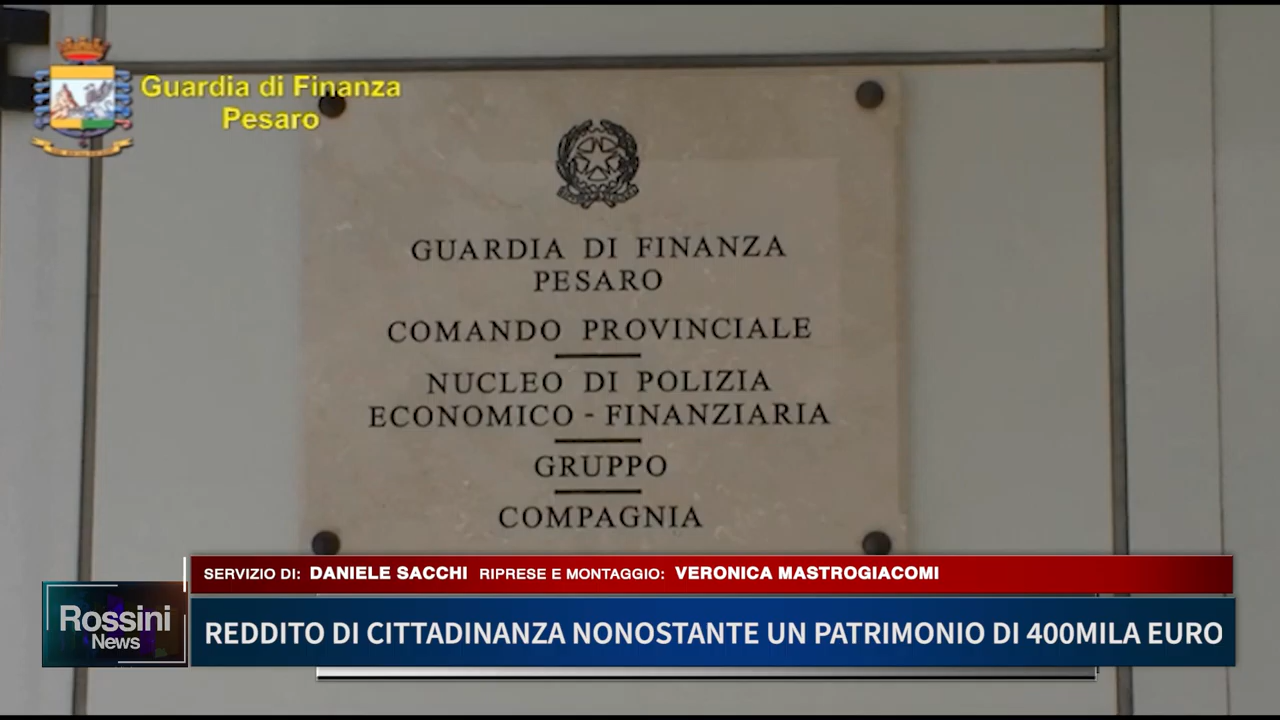 Guardia di Finanza
Pesaro
GUARDIA DI FINANZA
PESARO
COMANDO PROVINCIALE
NUCLEO DI POLIZIA
ECONOMICO - FINANZIARIA
GRUPPO
COMPAGNIA
SERVIZIO DI: DANIELE SACCHI RIPRESE E MONTAGGIO: VERONICA MASTROGIACOMI
Rossini
News
REDDITO DI CITTADINANZA NONOSTANTE UN PATRIMONIO DI 400MILA EURO